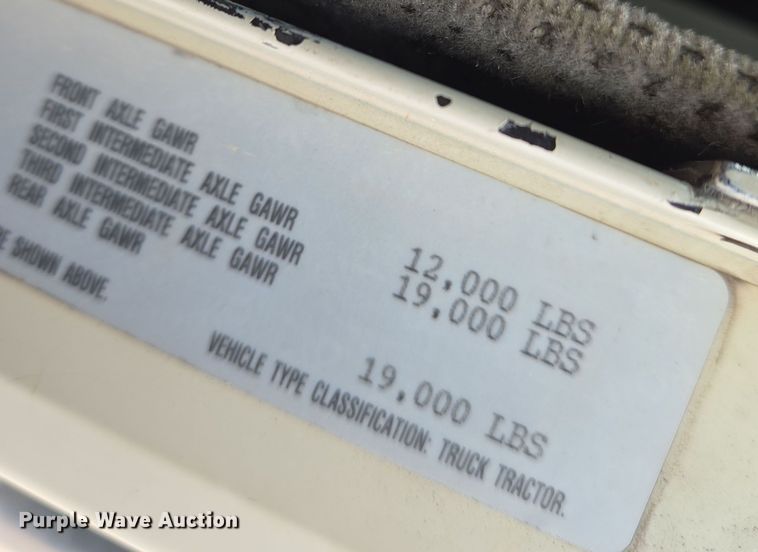 FRONT AXLE GAWR 12,000 LBS
FIRST INTERMEDIATE AXLE GAWR 19,000 LBS
SECOND INTERMEDIATE AXLE GAWR
THIRD INTERMEDIATE AXLE GAWR
REAR AXLE GAWR 19,000 LBS
SHOWN ABOVE.
VEHICLE TYPE CLASSIFICATION: TRUCK TRACTOR.
Purple Wave Auction